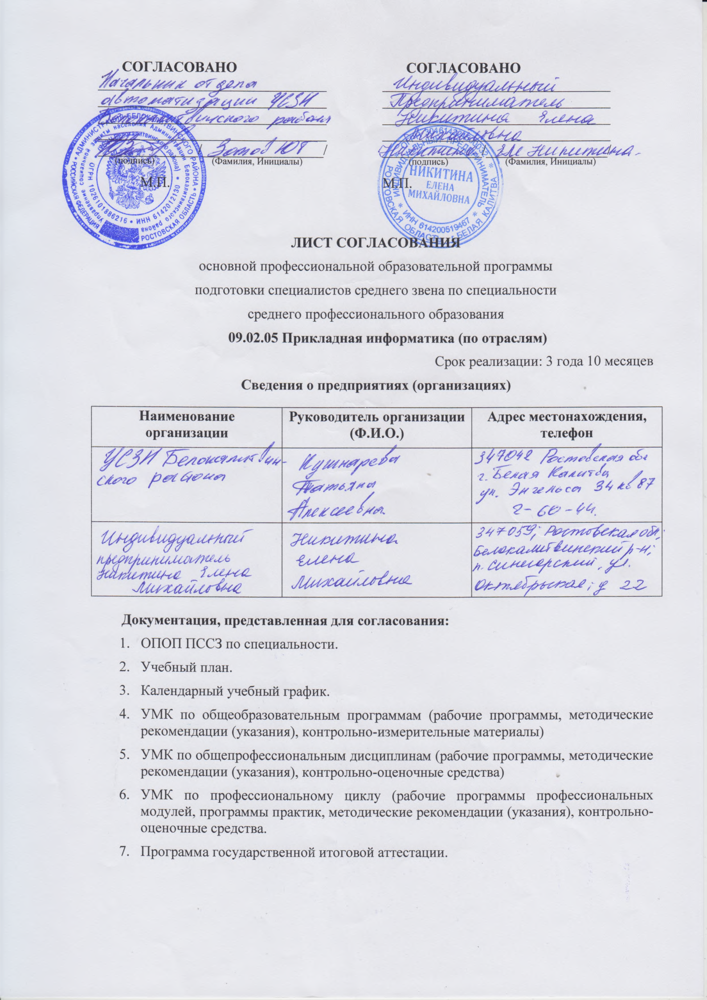 СОГЛАСОВАНО
Начальник отдела
автоматизации УСЗН
Белокалитвинского района
Зотов ЮГ
(подпись) (Фамилия, Инициалы)
М.П.
АДМИНИСТРАЦИЯ БЕЛОКАЛИТВИНСКОГО РАЙОНА
РОССИЙСКАЯ ФЕДЕРАЦИЯ
РОСТОВСКАЯ ОБЛАСТЬ
Управление социальной защиты населения Администрации Белокалитвинского района
ОГРН 1026101886216 • ИНН 6142012130
СОГЛАСОВАНО
Индивидуальный
Предприниматель
Никитина Елена
Михайловна
Никитина / ЕМ Никитина.
(подпись) (Фамилия, Инициалы)
М.П.
ИНДИВИДУАЛЬНЫЙ ПРЕДПРИНИМАТЕЛЬ
НИКИТИНА
ЕЛЕНА
МИХАЙЛОВНА
ИНН 614200519467
РОСТОВСКАЯ ОБЛАСТЬ г. БЕЛАЯ КАЛИТВА
ЛИСТ СОГЛАСОВАНИЯ
основной профессиональной образовательной программы
подготовки специалистов среднего звена по специальности
среднего профессионального образования
09.02.05 Прикладная информатика (по отраслям)
Срок реализации: 3 года 10 месяцев
Сведения о предприятиях (организациях)
Наименование
организации
Руководитель организации
(Ф.И.О.)
Адрес местонахождения,
телефон
УСЗН Белокалитвин-
ского района
Кушнарева
Татьяна
Алексеевна
347042 Ростовская обл
г. Белая Калитва
ул. Энгельса 34 кв 87
2-60-44.
Индивидуальный
предприниматель
Никитина Елена
Михайловна
Никитина
Елена
Михайловна
347059; Ростовская обл;
Белокалитвинский р-н;
п. Синегорский, ул.
Октябрьская; д 22
Документация, представленная для согласования:
1. ОПОП ПССЗ по специальности.
2. Учебный план.
3. Календарный учебный график.
4. УМК по общеобразовательным программам (рабочие программы, методические
рекомендации (указания), контрольно-измерительные материалы)
5. УМК по общепрофессиональным дисциплинам (рабочие программы, методические
рекомендации (указания), контрольно-оценочные средства)
6. УМК по профессиональному циклу (рабочие программы профессиональных
модулей, программы практик, методические рекомендации (указания), контрольно-
оценочные средства.
7. Программа государственной итоговой аттестации.